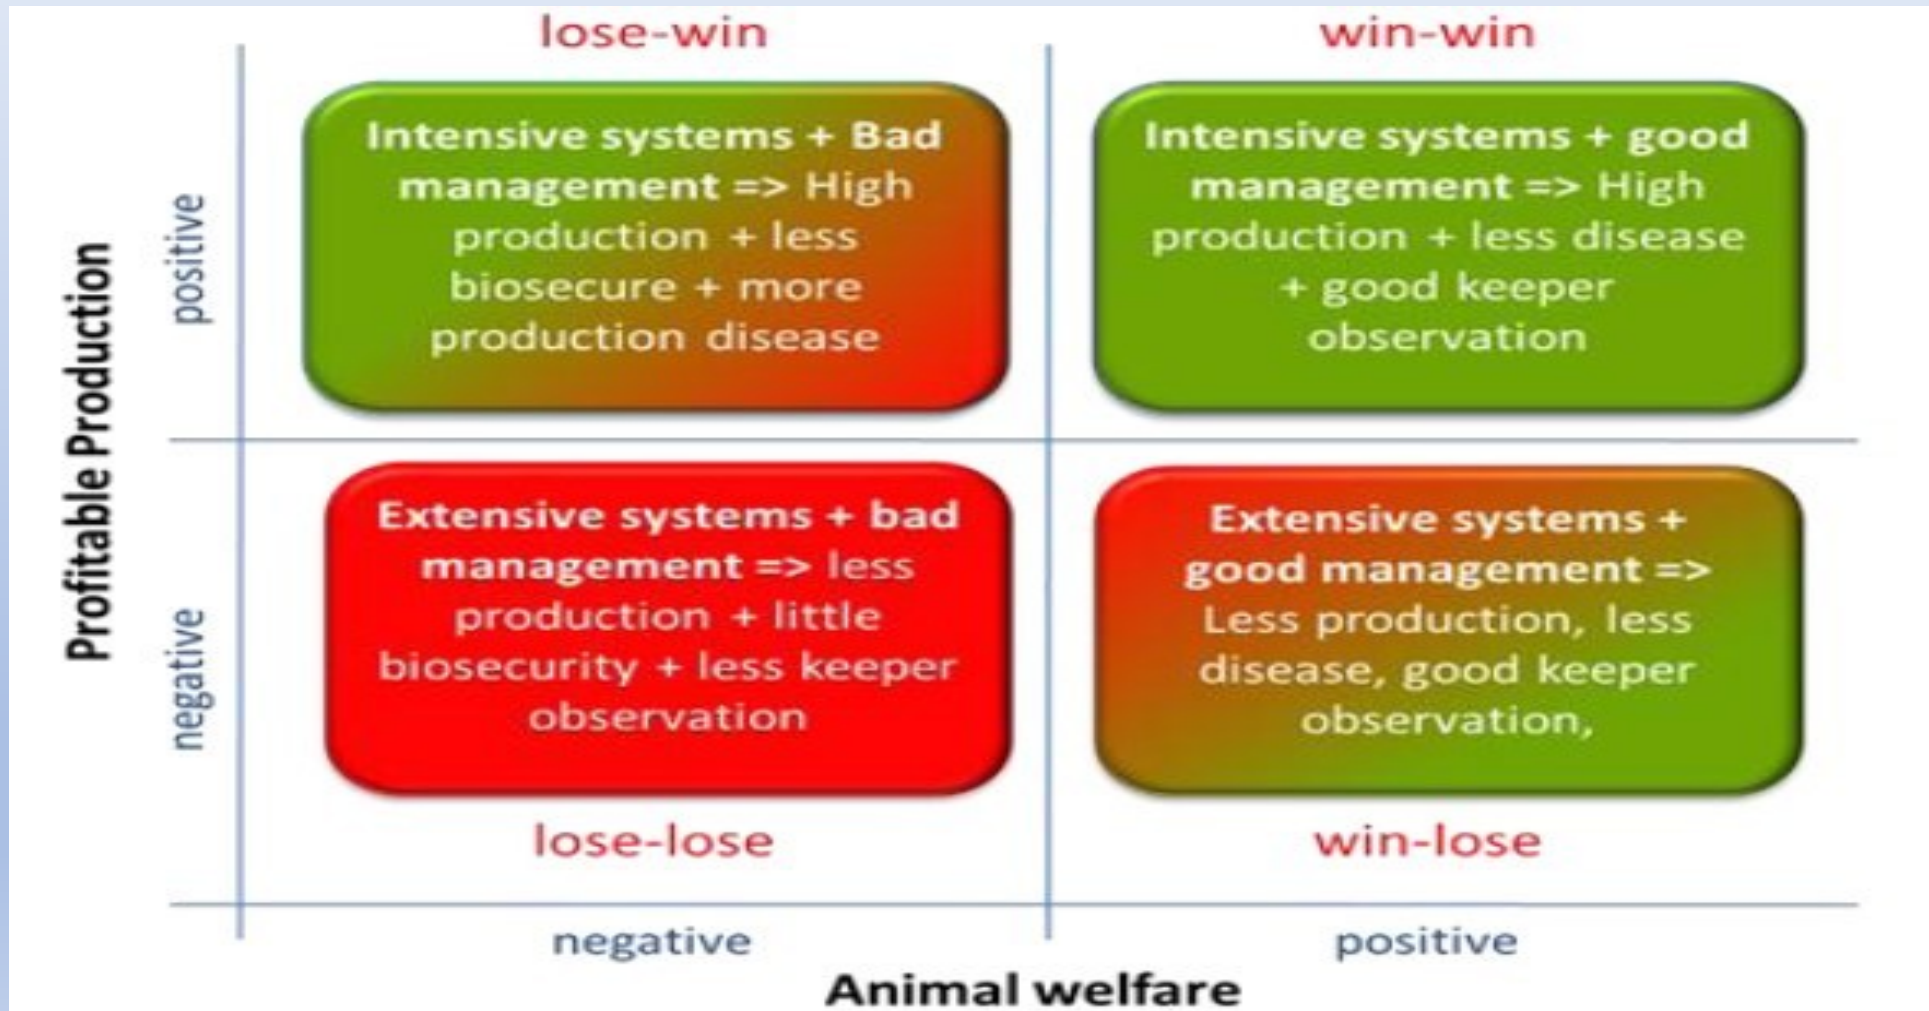 lose-win
win-win
Intensive systems + Bad
management => High
production + less
biosecure + more
production disease
Intensive systems + good
management => High
production + less disease
+ good keeper
observation
Profitable Production
positive
negative
Extensive systems + bad
management => less
production + little
biosecurity + less keeper
observation
Extensive systems +
good management =>
Less production, less
disease, good keeper
observation,
lose-lose
win-lose
negative
positive
Animal welfare